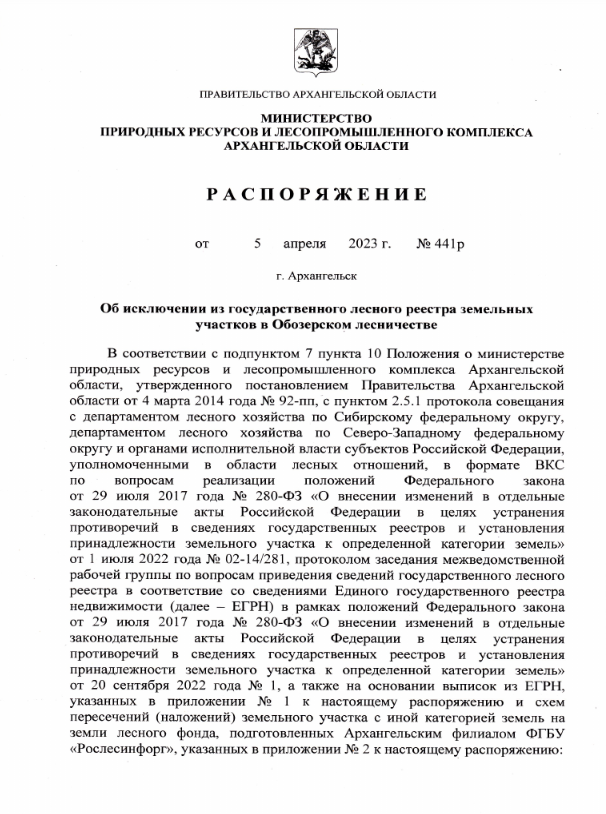 ПРАВИТЕЛЬСТВО АРХАНГЕЛЬСКОЙ ОБЛАСТИ
МИНИСТЕРСТВО
ПРИРОДНЫХ РЕСУРСОВ И ЛЕСОПРОМЫШЛЕННОГО КОМПЛЕКСА
АРХАНГЕЛЬСКОЙ ОБЛАСТИ
РАСПОРЯЖЕНИЕ
от 5 апреля 2023 г. № 441р
г. Архангельск
Об исключении из государственного лесного реестра земельных
участков в Обозерском лесничестве
В соответствии с подпунктом 7 пункта 10 Положения о министерстве
природных ресурсов и лесопромышленного комплекса Архангельской
области, утвержденного постановлением Правительства Архангельской
области от 4 марта 2014 года № 92-пп, с пунктом 2.5.1 протокола совещания
с департаментом лесного хозяйства по Сибирскому федеральному округу,
департаментом лесного хозяйства по Северо-Западному федеральному
округу и органами исполнительной власти субъектов Российской Федерации,
уполномоченными в области лесных отношений, в формате ВКС
по вопросам реализации положений Федерального закона
от 29 июля 2017 года № 280-ФЗ «О внесении изменений в отдельные
законодательные акты Российской Федерации в целях устранения
противоречий в сведениях государственных реестров и установления
принадлежности земельного участка к определенной категории земель»
от 1 июля 2022 года № 02-14/281, протоколом заседания межведомственной
рабочей группы по вопросам приведения сведений государственного лесного
реестра в соответствие со сведениями Единого государственного реестра
недвижимости (далее – ЕГРН) в рамках положений Федерального закона
от 29 июля 2017 года № 280-ФЗ «О внесении изменений в отдельные
законодательные акты Российской Федерации в целях устранения
противоречий в сведениях государственных реестров и установления
принадлежности земельного участка к определенной категории земель»
от 20 сентября 2022 года № 1, а также на основании выписок из ЕГРН,
указанных в приложении № 1 к настоящему распоряжению и схем
пересечений (наложений) земельного участка с иной категорией земель на
земли лесного фонда, подготовленных Архангельским филиалом ФГБУ
«Рослесинфорг», указанных в приложении № 2 к настоящему распоряжению: